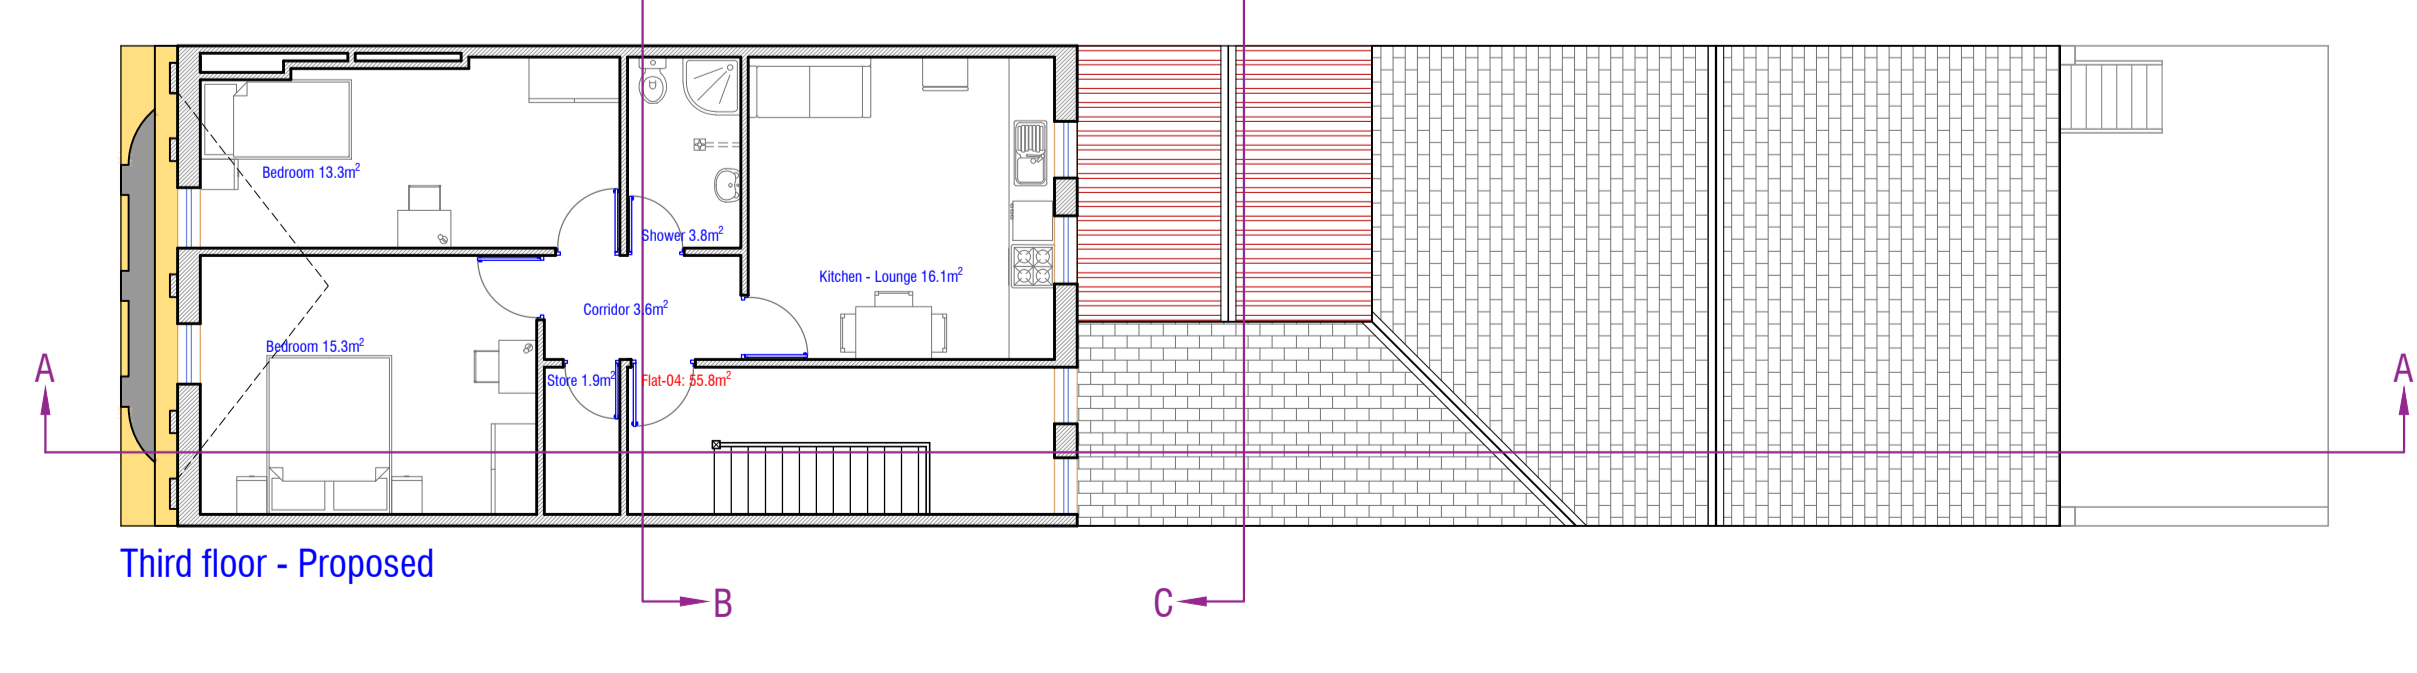 Bedroom 13.3m²
Shower 3.8m²
Kitchen - Lounge 16.1m²
Corridor 3.6m²
Bedroom 15.3m²
A
A
Store 1.9m²
Flat-04: 55.8m²
Third floor - Proposed
B
C